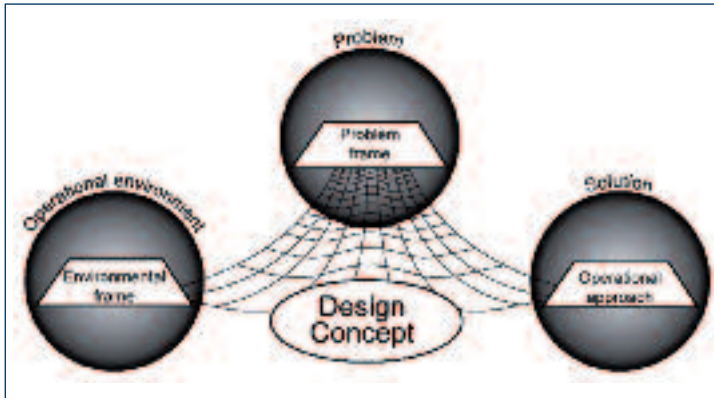 Problem
Problem
frame
Operational environment
Environmental
frame
Solution
Operational
approach
Design
Concept